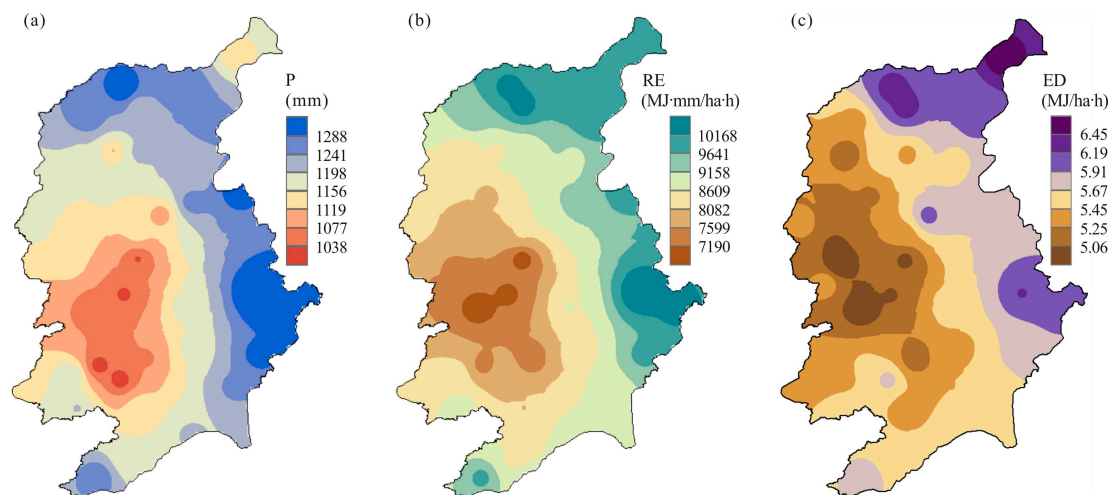 (a)
P
(mm)
1288
1241
1198
1156
1119
1077
1038
(b)
RE
(MJ·mm/ha·h)
10168
9641
9158
8609
8082
7599
7190
(c)
ED
(MJ/ha·h)
6.45
6.19
5.91
5.67
5.45
5.25
5.06